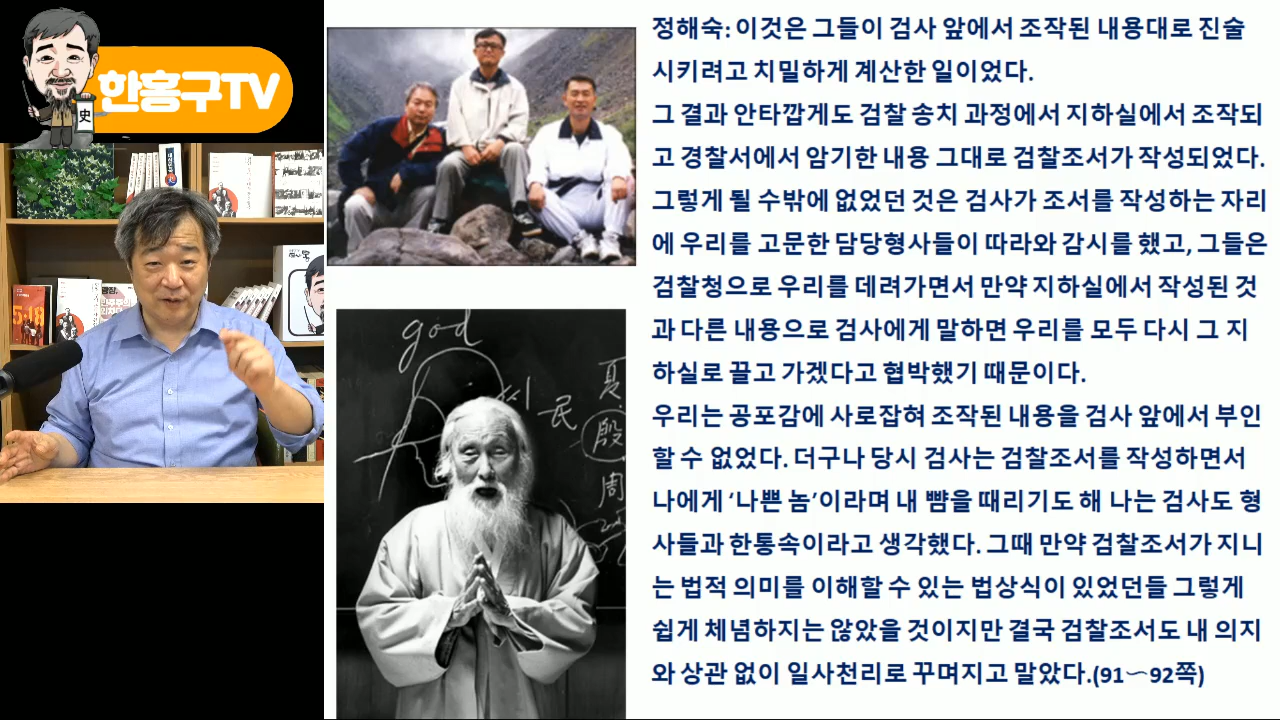 한홍구TV
史
정해숙: 이것은 그들이 검사 앞에서 조작된 내용대로 진술
시키려고 치밀하게 계산한 일이었다.
그 결과 안타깝게도 검찰 송치 과정에서 지하실에서 조작되
고 경찰서에서 암기한 내용 그대로 검찰조서가 작성되었다.
그렇게 될 수밖에 없었던 것은 검사가 조서를 작성하는 자리
에 우리를 고문한 담당형사들이 따라와 감시를 했고, 그들은
검찰청으로 우리를 데려가면서 만약 지하실에서 작성된 것
과 다른 내용으로 검사에게 말하면 우리를 모두 다시 그 지
하실로 끌고 가겠다고 협박했기 때문이다.
우리는 공포감에 사로잡혀 조작된 내용을 검사 앞에서 부인
할 수 없었다. 더구나 당시 검사는 검찰조서를 작성하면서
나에게 ‘나쁜 놈’이라며 내 뺨을 때리기도 해 나는 검사도 형
사들과 한통속이라고 생각했다. 그때 만약 검찰조서가 지니
는 법적 의미를 이해할 수 있는 법상식이 있었던들 그렇게
쉽게 체념하지는 않았을 것이지만 결국 검찰조서도 내 의지
와 상관 없이 일사천리로 꾸며지고 말았다.(91∼92쪽)
god
民
夏
殷
周
5·18